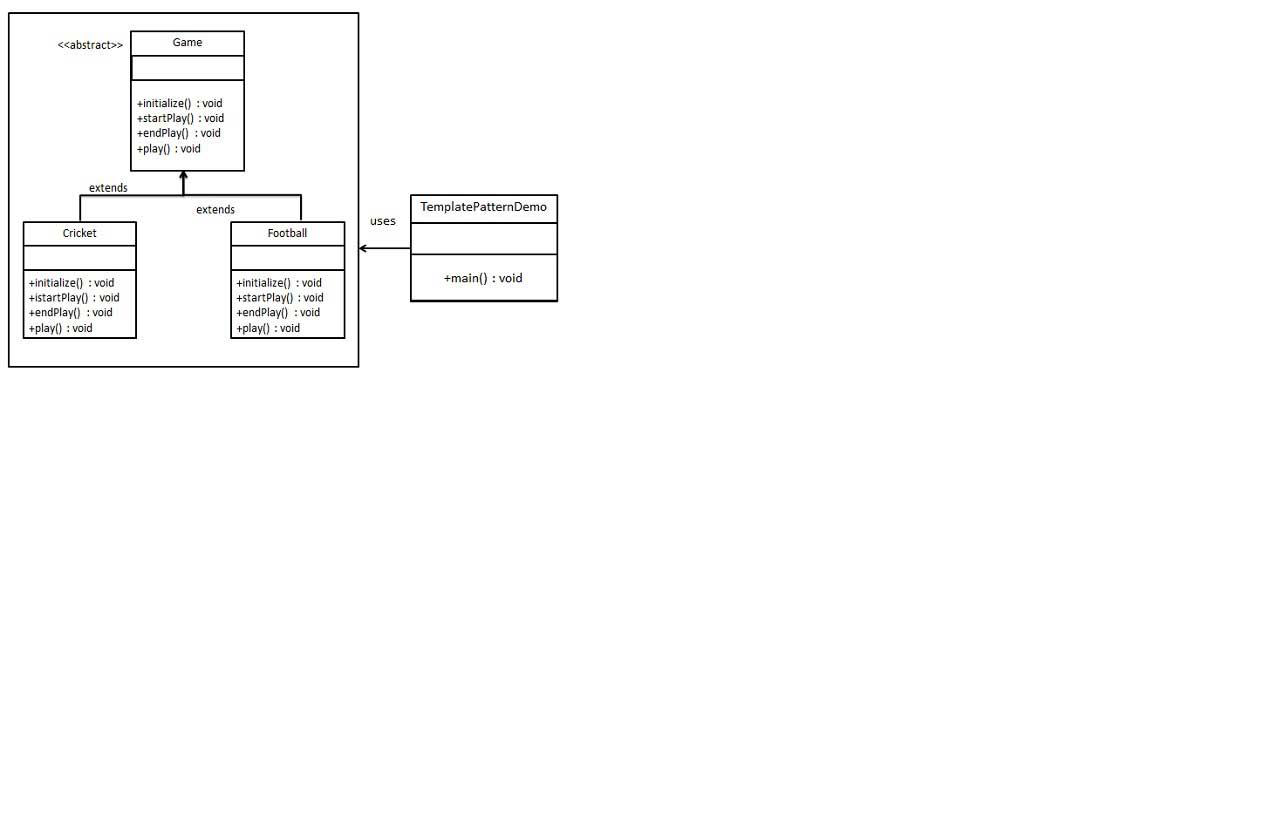 <<abstract>>
Game
+initialize() : void
+startPlay() : void
+endPlay() : void
+play() : void
extends
extends
Cricket
+initialize() : void
+istartPlay() : void
+endPlay() : void
+play() : void
Football
+initialize() : void
+startPlay() : void
+endPlay() : void
+play() : void
uses
TemplatePatternDemo
+main() : void